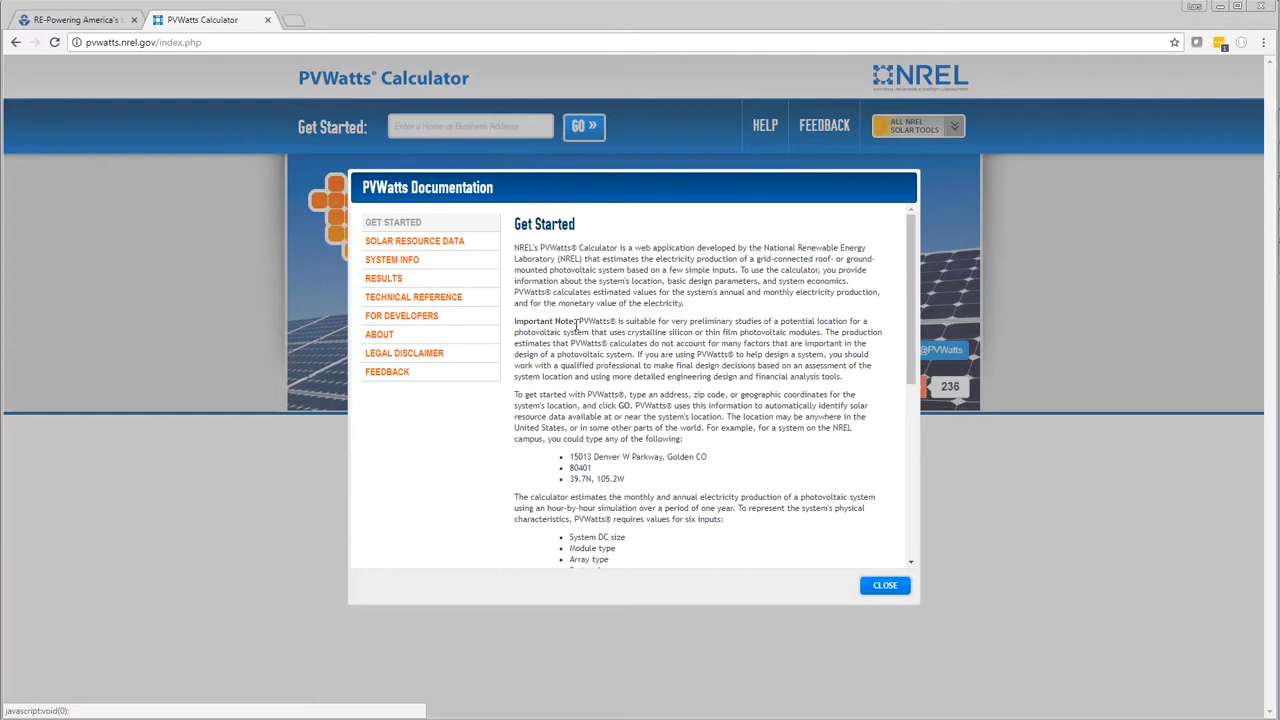 RE-Powering America's L
PVWatts Calculator
Lars
pvwatts.nrel.gov/index.php
1
PVWatts® Calculator
NREL
NATIONAL RENEWABLE ENERGY LABORATORY
Get Started:
Enter a Home or Business Address
GO »
HELP
FEEDBACK
ALL NREL
SOLAR TOOLS
PVWatts Documentation
GET STARTED
SOLAR RESOURCE DATA
SYSTEM INFO
RESULTS
TECHNICAL REFERENCE
FOR DEVELOPERS
ABOUT
LEGAL DISCLAIMER
FEEDBACK
Get Started
NREL's PVWatts® Calculator is a web application developed by the National Renewable Energy
Laboratory (NREL) that estimates the electricity production of a grid-connected roof- or ground-
mounted photovoltaic system based on a few simple inputs. To use the calculator, you provide
information about the system's location, basic design parameters, and system economics.
PVWatts® calculates estimated values for the system's annual and monthly electricity production,
and for the monetary value of the electricity.
Important Note: PVWatts® is suitable for very preliminary studies of a potential location for a
photovoltaic system that uses crystalline silicon or thin film photovoltaic modules. The production
estimates that PVWatts® calculates do not account for many factors that are important in the
design of a photovoltaic system. If you are using PVWatts® to help design a system, you should
work with a qualified professional to make final design decisions based on an assessment of the
system location and using more detailed engineering design and financial analysis tools.
To get started with PVWatts®, type an address, zip code, or geographic coordinates for the
system's location, and click GO. PVWatts® uses this information to automatically identify solar
resource data available at or near the system's location. The location may be anywhere in the
United States, or in some other parts of the world. For example, for a system on the NREL
campus, you could type any of the following:
• 15013 Denver W Parkway, Golden CO
• 80401
• 39.7N, 105.2W
The calculator estimates the monthly and annual electricity production of a photovoltaic system
using an hour-by-hour simulation over a period of one year. To represent the system's physical
characteristics, PVWatts® requires values for six inputs:
• System DC size
• Module type
• Array type
@PVWatts
236
CLOSE
javascript:void(0);